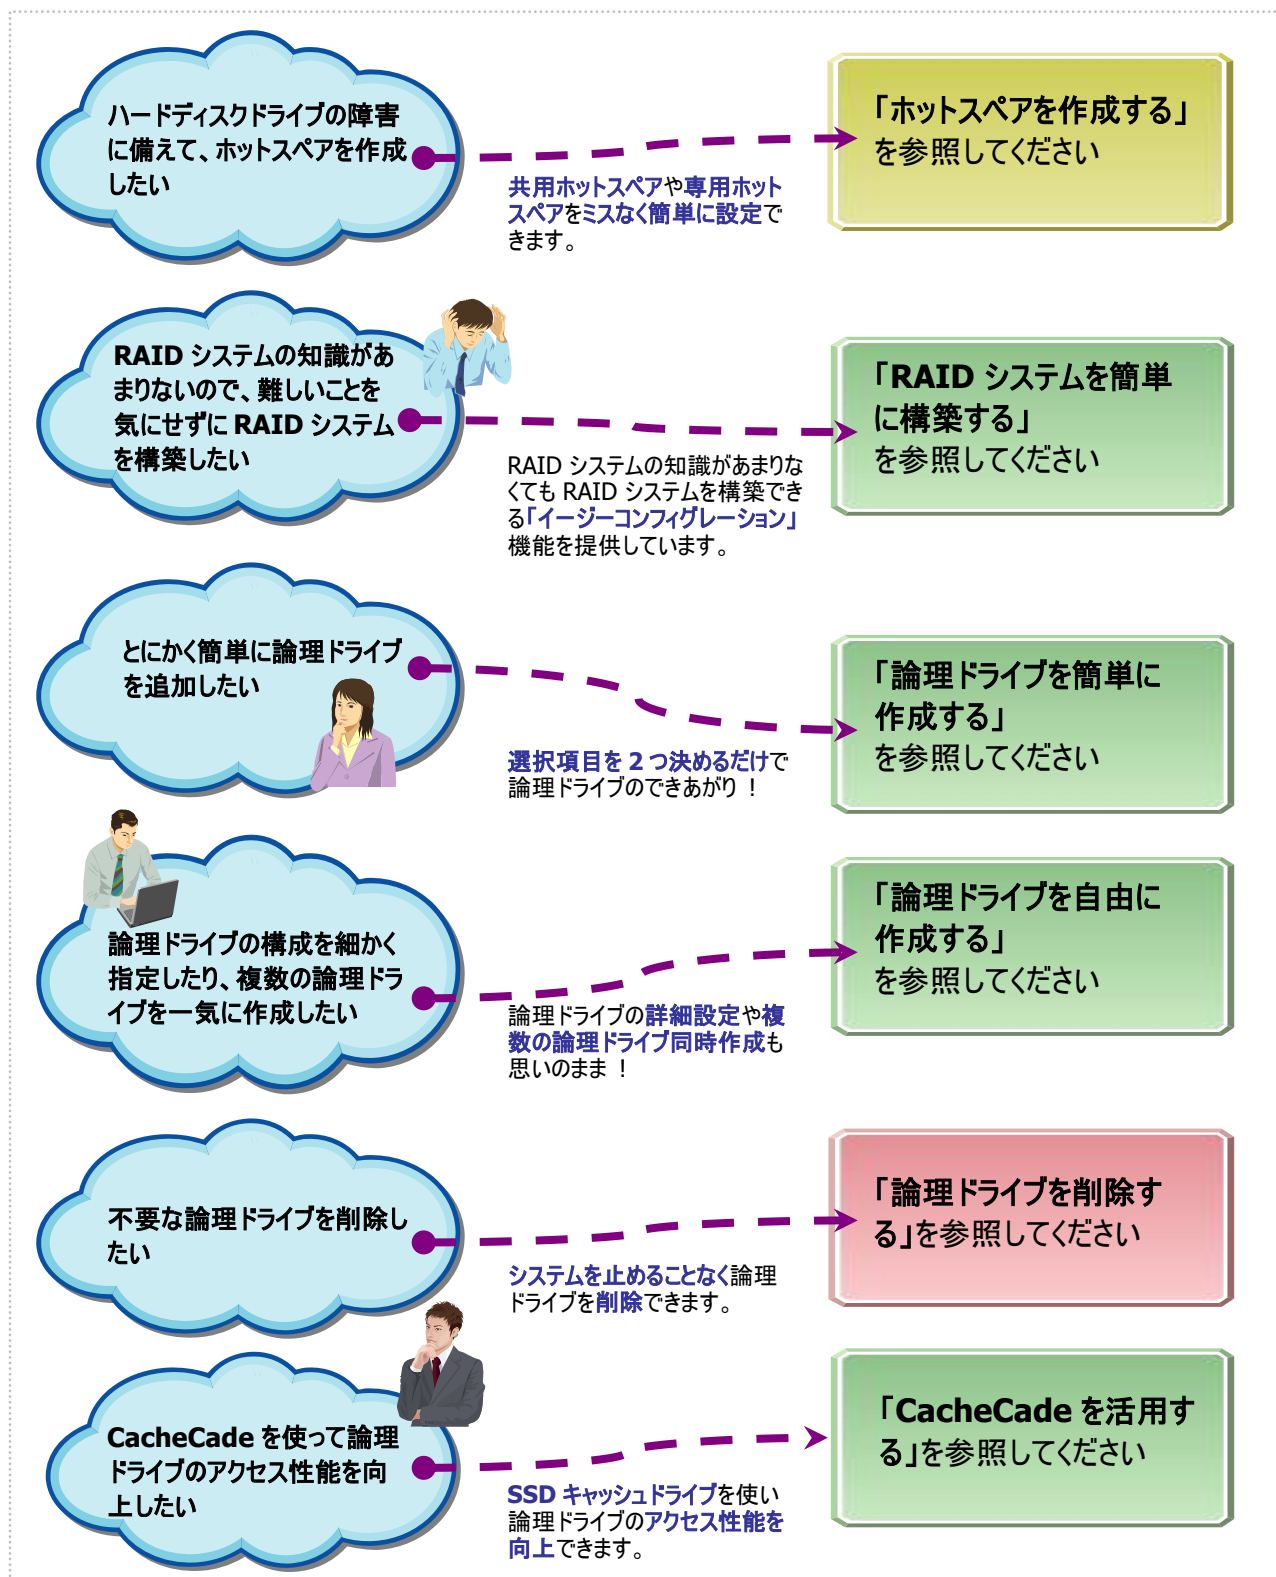 ハードディスクドライブの障害
に備えて、ホットスペアを作成
したい
共用ホットスペアや専用ホット
スペアをミスなく簡単に設定で
きます。
「ホットスペアを作成する」
を参照してください
RAID システムの知識があ
まりないので、難しいことを
気にせずに RAID システム
を構築したい
RAID システムの知識があまりな
くても RAID システムを構築でき
る「イージーコンフィグレーション」
機能を提供しています。
「RAID システムを簡単
に構築する」
を参照してください
とにかく簡単に論理ドライブ
を追加したい
選択項目を 2 つ決めるだけで
論理ドライブのできあがり！
「論理ドライブを簡単に
作成する」
を参照してください
論理ドライブの構成を細かく
指定したり、複数の論理ドラ
イブを一気に作成したい
論理ドライブの詳細設定や複
数の論理ドライブ同時作成も
思いのまま！
「論理ドライブを自由に
作成する」
を参照してください
不要な論理ドライブを削除し
たい
システムを止めることなく論理
ドライブを削除できます。
「論理ドライブを削除す
る」を参照してください
CacheCade を使って論理
ドライブのアクセス性能を向
上したい
SSD キャッシュドライブを使い
論理ドライブのアクセス性能を
向上できます。
「CacheCade を活用す
る」を参照してください